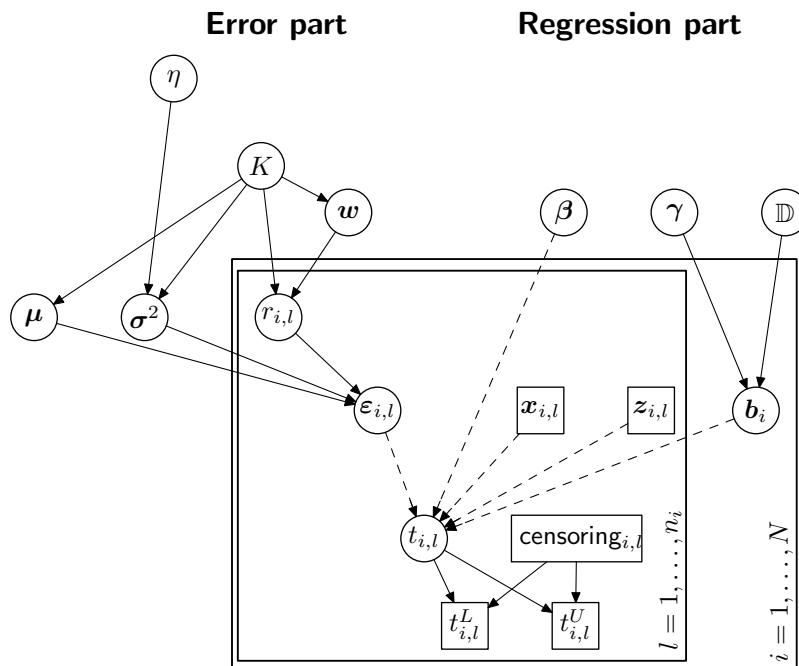 Error part Regression part
η
K
w β γ 𝔻
μ σ² r_{i,l}
ε_{i,l} x_{i,l} z_{i,l} b_i
t_{i,l} censoring_{i,l}
t^L_{i,l} t^U_{i,l}
l = 1, . . . , n_i
i = 1, . . . , N